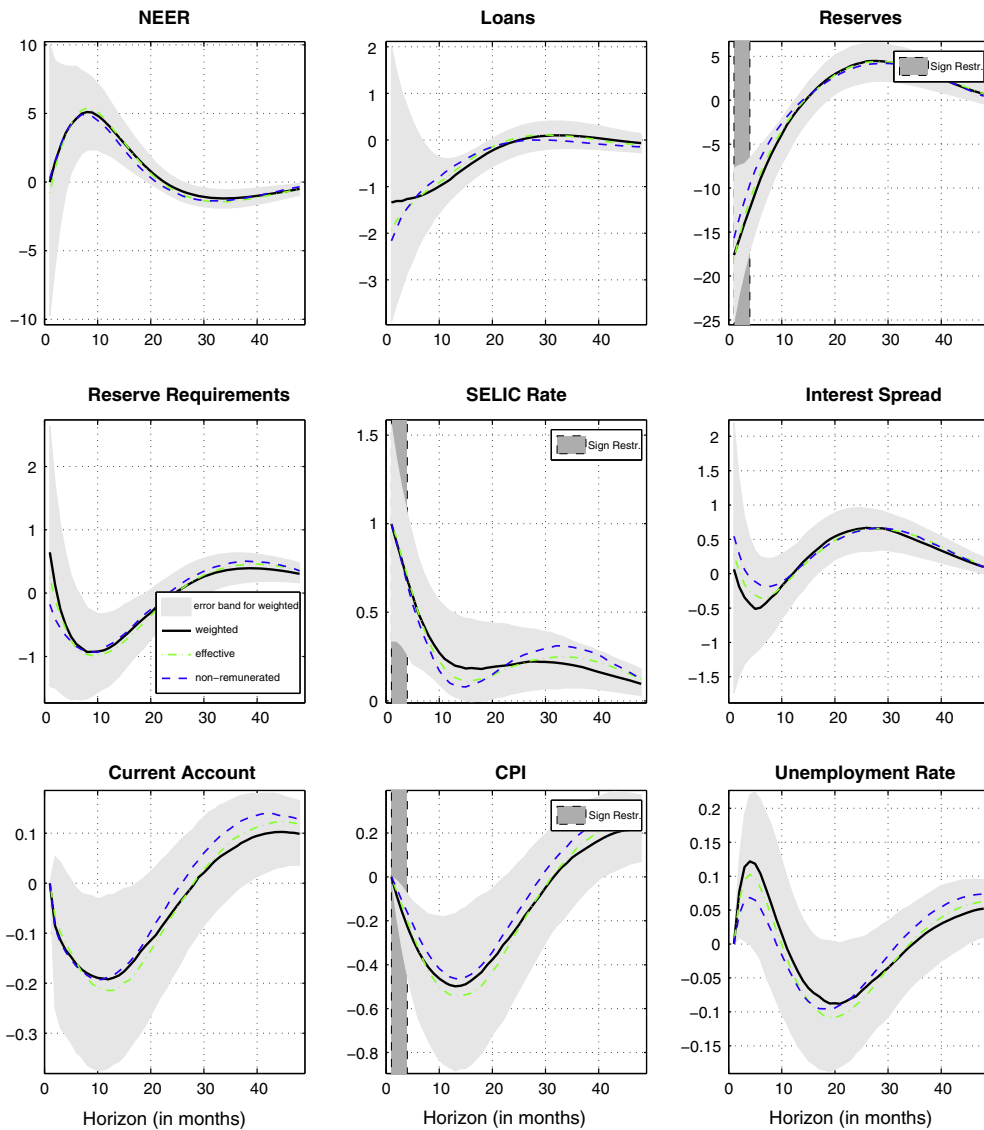 NEER
Loans
Reserves
10
5
0
−5
−10
0 10 20 30 40
2
1
0
−1
−2
−3
0 10 20 30 40
5
0
−5
−10
−15
−20
−25
Sign Restr.
0 10 20 30 40
Reserve Requirements
SELIC Rate
Interest Spread
2
1
0
−1
error band for weighted
weighted
effective
non−remunerated
0 10 20 30 40
1.5
1
0.5
0
Sign Restr.
0 10 20 30 40
2
1.5
1
0.5
0
−0.5
−1
−1.5
0 10 20 30 40
Current Account
CPI
Unemployment Rate
0.1
0
−0.1
−0.2
−0.3
0 10 20 30 40
Horizon (in months)
0.2
0
−0.2
−0.4
−0.6
−0.8
Sign Restr.
0 10 20 30 40
Horizon (in months)
0.2
0.15
0.1
0.05
0
−0.05
−0.1
−0.15
0 10 20 30 40
Horizon (in months)